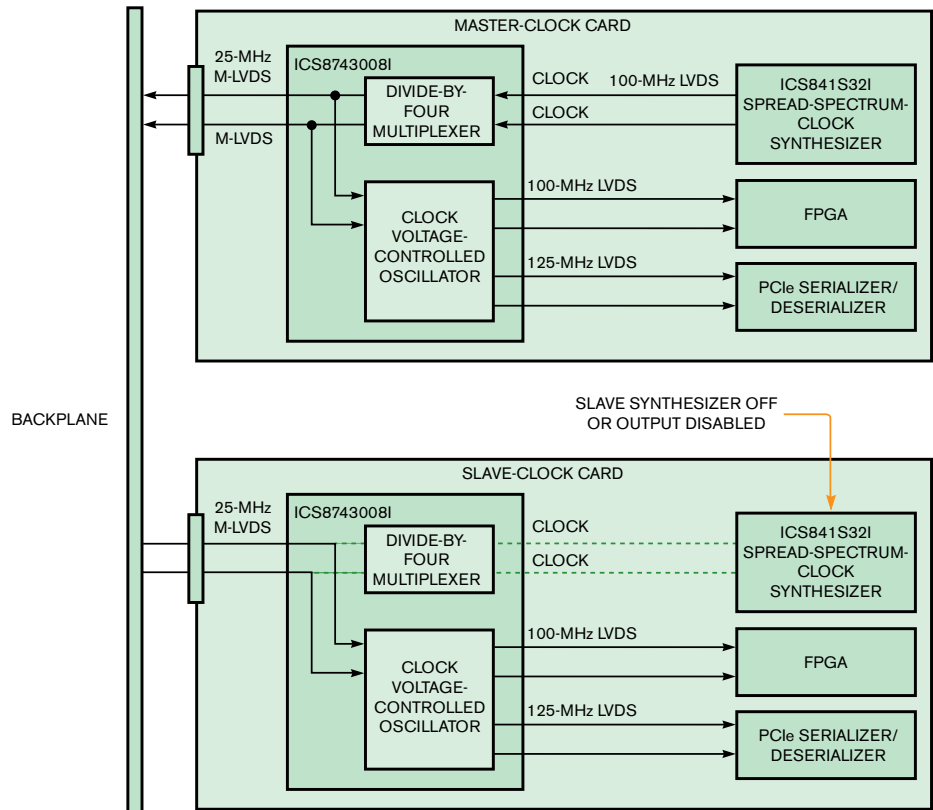 MASTER-CLOCK CARD
25-MHz
M-LVDS
M-LVDS
ICS8743008I
DIVIDE-BY-
FOUR
MULTIPLEXER
CLOCK
100-MHz LVDS
CLOCK
ICS841S32I
SPREAD-SPECTRUM-
CLOCK
SYNTHESIZER
CLOCK
VOLTAGE-
CONTROLLED
OSCILLATOR
100-MHz LVDS
FPGA
125-MHz LVDS
PCIe SERIALIZER/
DESERIALIZER
BACKPLANE
SLAVE SYNTHESIZER OFF
OR OUTPUT DISABLED
SLAVE-CLOCK CARD
25-MHz
M-LVDS
ICS8743008I
DIVIDE-BY-
FOUR
MULTIPLEXER
CLOCK
CLOCK
ICS841S32I
SPREAD-SPECTRUM-
CLOCK
SYNTHESIZER
CLOCK
VOLTAGE-
CONTROLLED
OSCILLATOR
100-MHz LVDS
FPGA
125-MHz LVDS
PCIe SERIALIZER/
DESERIALIZER